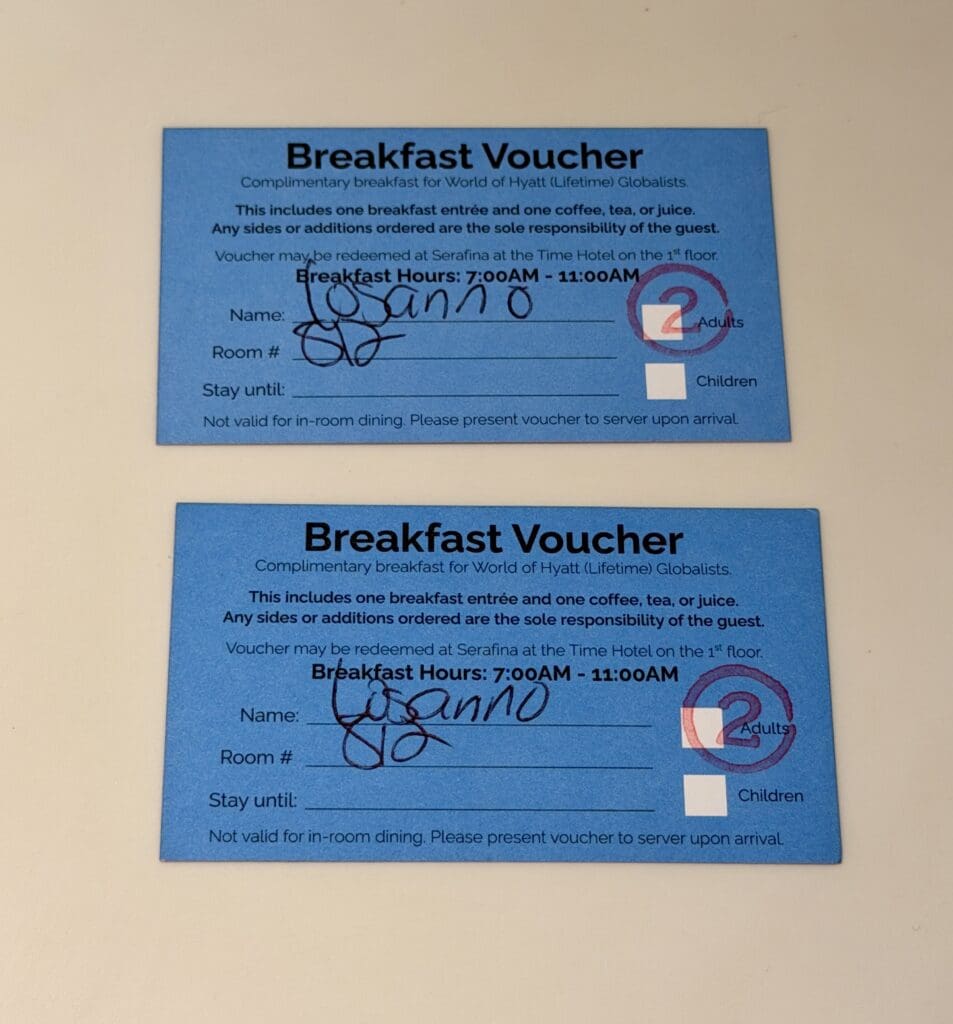 Breakfast Voucher
Complimentary breakfast for World of Hyatt (Lifetime) Globalists.
This includes one breakfast entrée and one coffee, tea, or juice.
Any sides or additions ordered are the sole responsibility of the guest.
Voucher may be redeemed at Serafina at the Time Hotel on the 1st floor.
Breakfast Hours: 7:00AM - 11:00AM
Name: Losanno 2 Adults
Room # 812
Stay until: Children
Not valid for in-room dining. Please present voucher to server upon arrival.
Breakfast Voucher
Complimentary breakfast for World of Hyatt (Lifetime) Globalists.
This includes one breakfast entrée and one coffee, tea, or juice.
Any sides or additions ordered are the sole responsibility of the guest.
Voucher may be redeemed at Serafina at the Time Hotel on the 1st floor.
Breakfast Hours: 7:00AM - 11:00AM
Name: Losanno 2 Adults
Room # 812
Stay until: Children
Not valid for in-room dining. Please present voucher to server upon arrival.